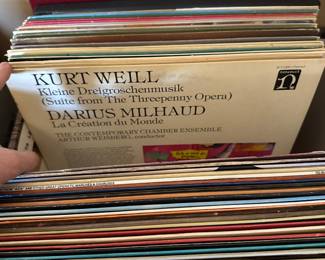 KURT WEILL
Kleine Dreigroschenmusik
(Suite from The Threepenny Opera)
DARIUS MILHAUD
La Création du Monde
THE CONTEMPORARY CHAMBER ENSEMBLE
ARTHUR WEISBERG, conductor